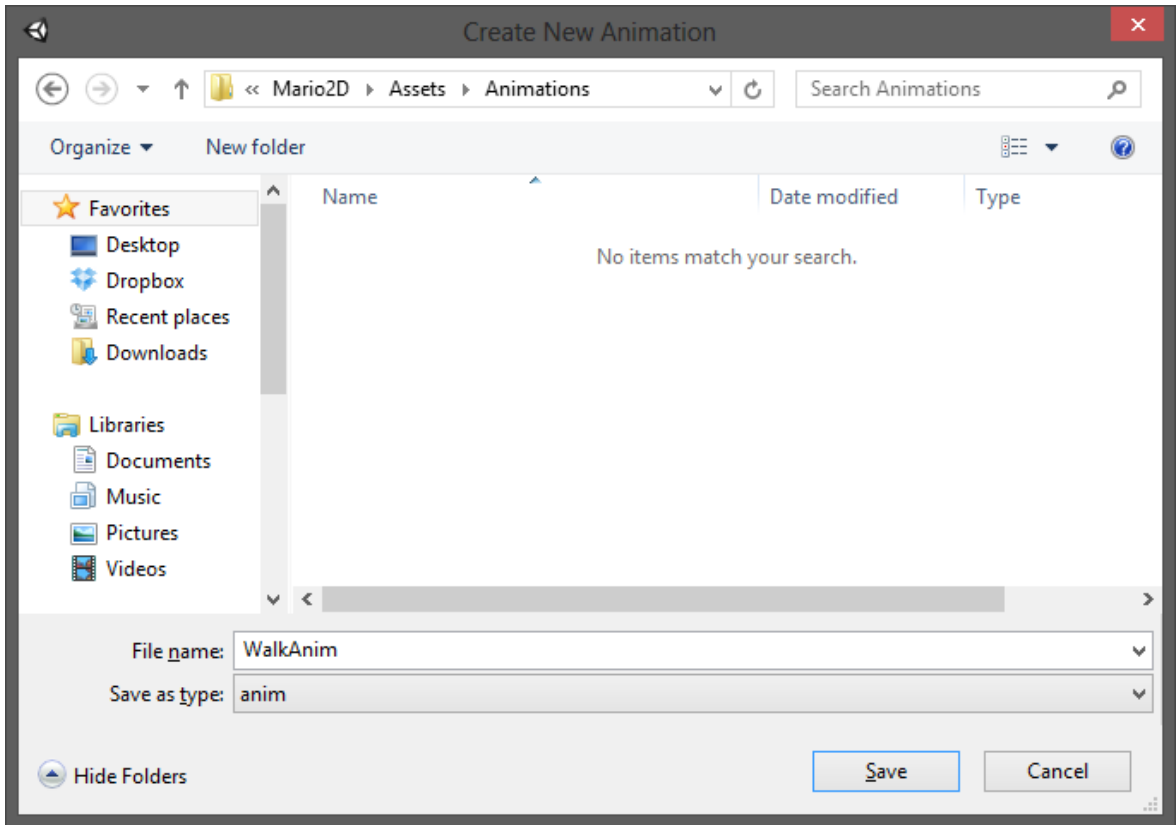 Create New Animation
« Mario2D Assets Animations Search Animations
Organize New folder
Name Date modified Type
Favorites
No items match your search.
Desktop
Dropbox
Recent places
Downloads
Libraries
Documents
Music
Pictures
Videos
File name: WalkAnim
Save as type: anim
Hide Folders Save Cancel